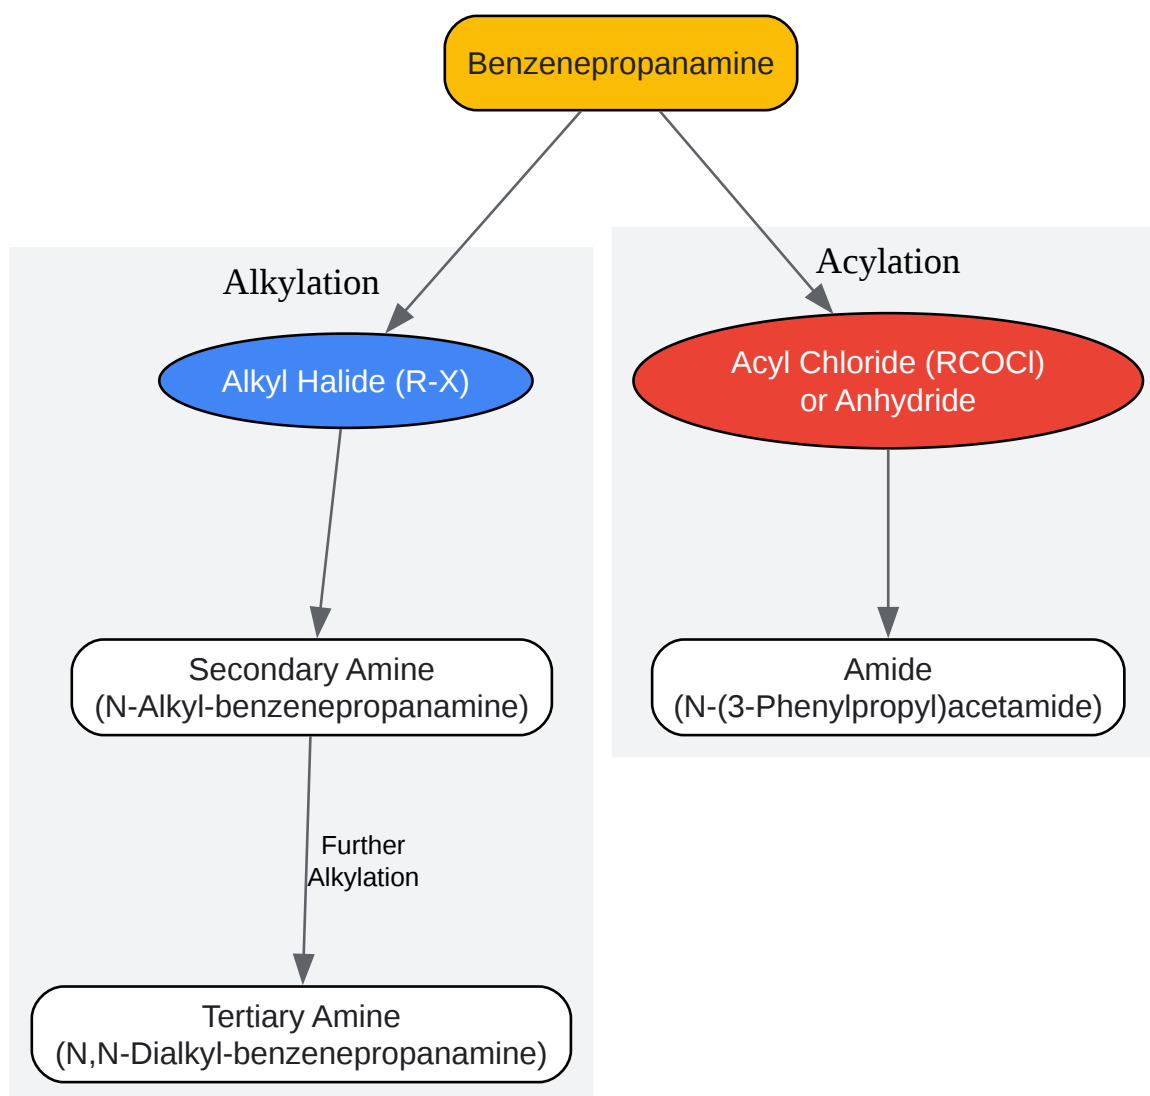 Benzenepropanamine
Alkylation
Alkyl Halide (R-X)
Secondary Amine
(N-Alkyl-benzenepropanamine)
Further
Alkylation
Tertiary Amine
(N,N-Dialkyl-benzenepropanamine)
Acylation
Acyl Chloride (RCOCl)
or Anhydride
Amide
(N-(3-Phenylpropyl)acetamide)